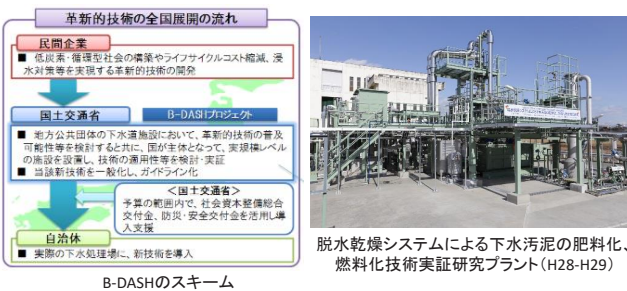 革新的技術の全国展開の流れ
民間企業
■ 低炭素・循環型社会の構築やライフサイクルコスト縮減、浸
水対策等を実現する革新的技術の開発
国土交通省
B-DASHプロジェクト
■ 地方公共団体の下水道施設において、革新的技術の普及
可能性等を検討すると共に、国が主体となって、実規模レベル
の施設を設置し、技術の適用性等を検討・実証
■ 当該新技術を一般化し、ガイドライン化
＜国土交通省＞
予算の範囲内で、社会資本整備総合
交付金、防災・安全交付金を活用し導
入支援
自治体
■ 実際の下水処理場に、新技術を導入
B-DASHのスキーム
脱水乾燥システムによる下水汚泥の肥料化、
燃料化技術実証研究プラント（H28-H29）